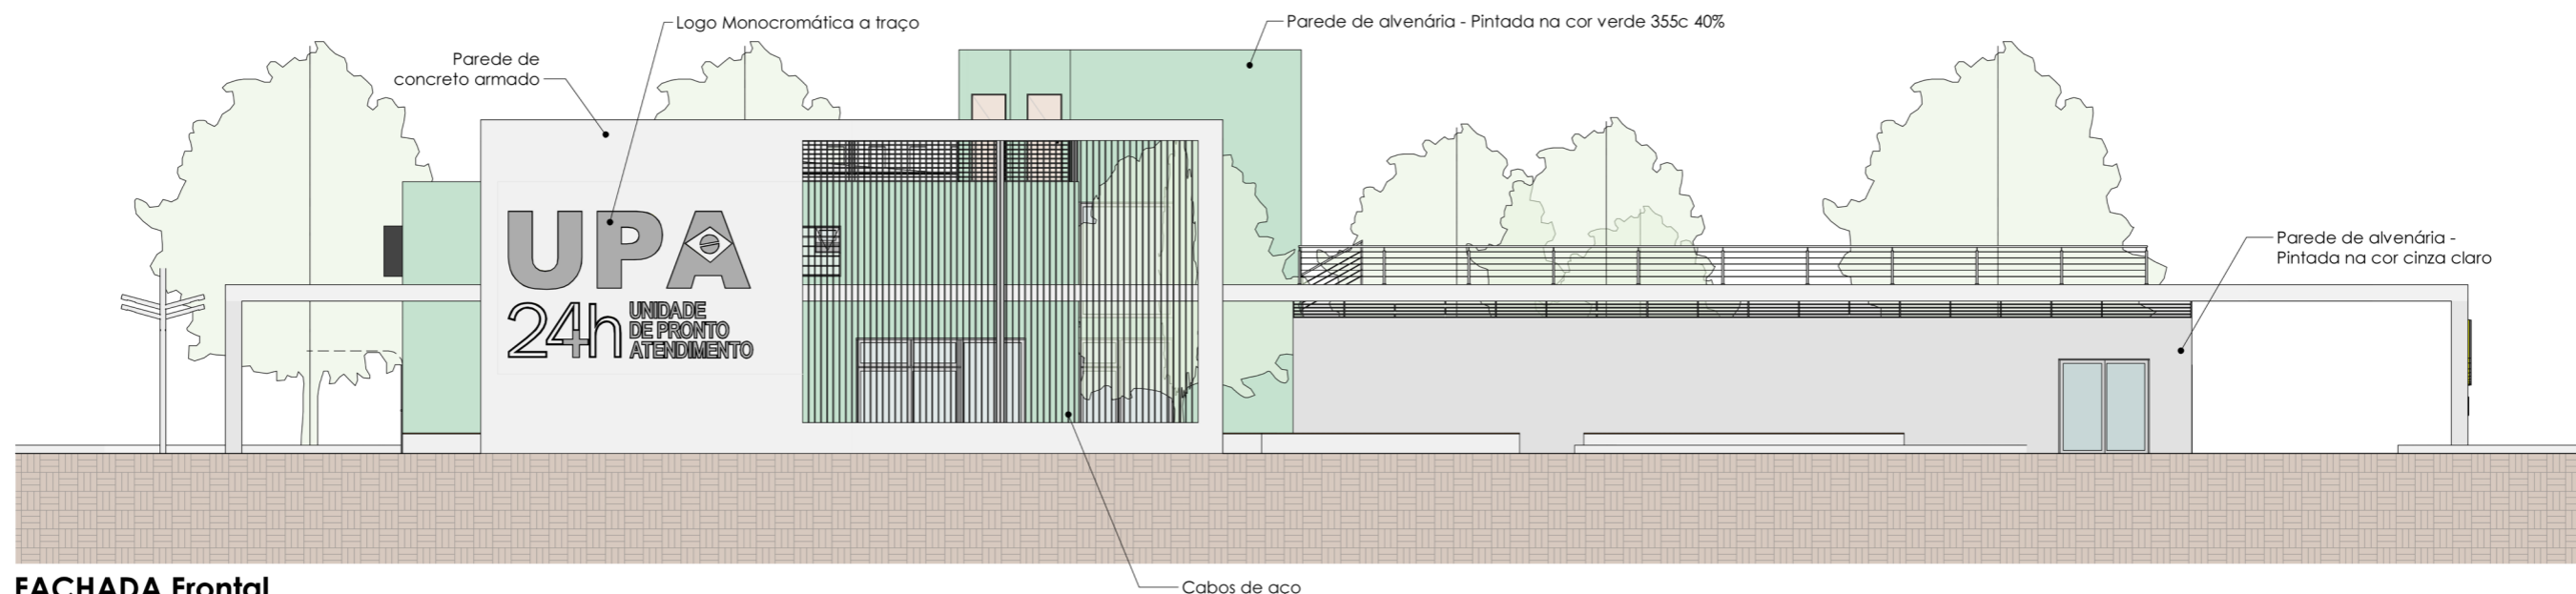 Logo Monocromática a traço
Parede de alvenária - Pintada na cor verde 355c 40%
Parede de
concreto armado
UPA
24h UNIDADE
DE PRONTO
ATENDIMENTO
Parede de alvenária -
Pintada na cor cinza claro
FACHADA Frontal
Cabos de aco